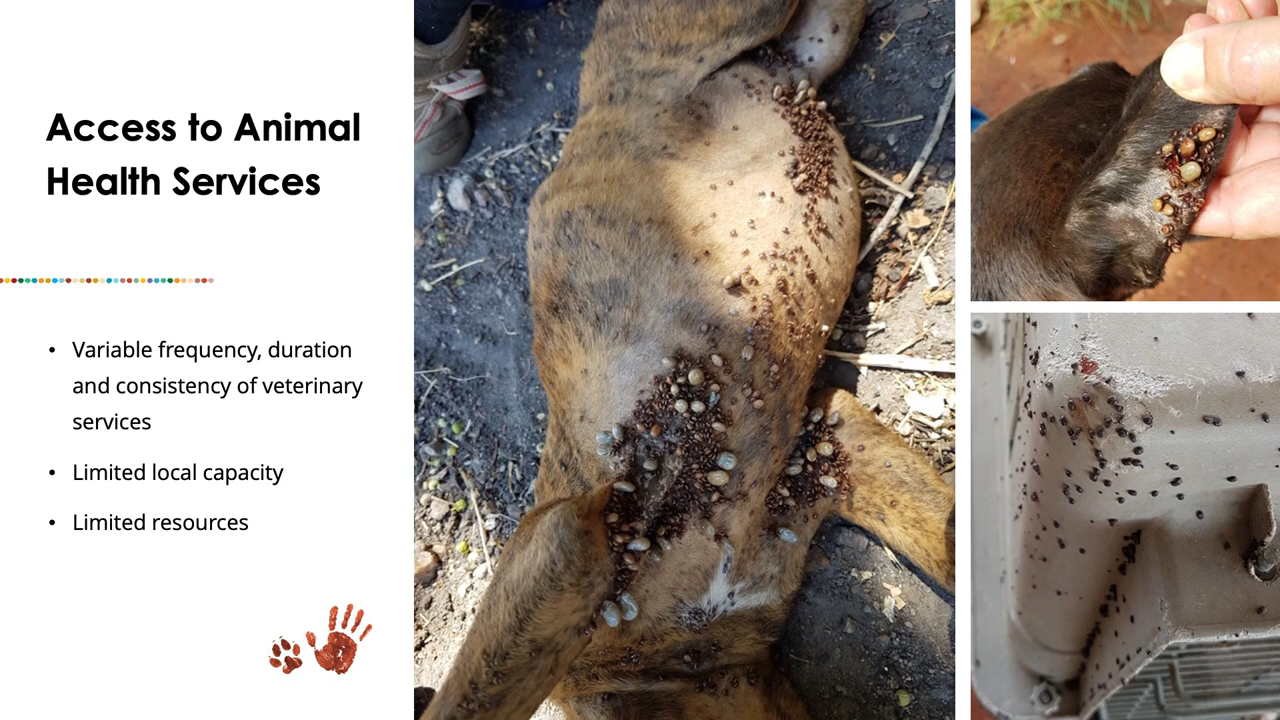 Access to Animal
Health Services
• Variable frequency, duration
and consistency of veterinary
services
• Limited local capacity
• Limited resources